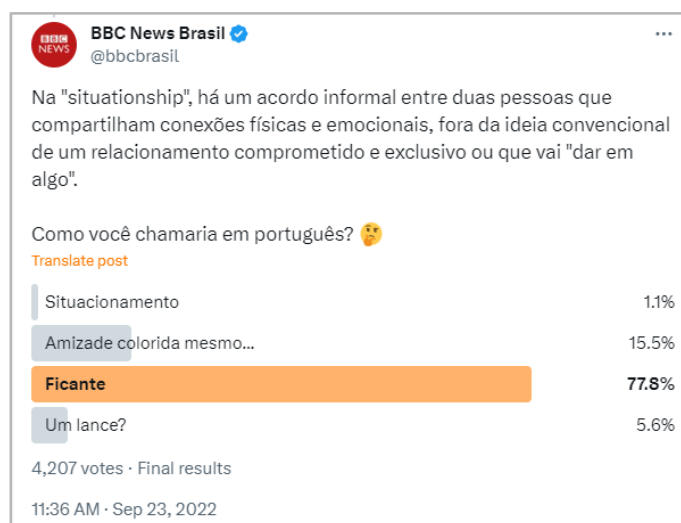 BBC NEWS
BBC News Brasil
@bbcbrasil
Na "situationship", há um acordo informal entre duas pessoas que
compartilham conexões físicas e emocionais, fora da ideia convencional
de um relacionamento comprometido e exclusivo ou que vai "dar em
algo".
Como você chamaria em português? 🤔
Translate post
Situacionamento 1.1%
Amizade colorida mesmo... 15.5%
Ficante 77.8%
Um lance? 5.6%
4,207 votes · Final results
11:36 AM · Sep 23, 2022